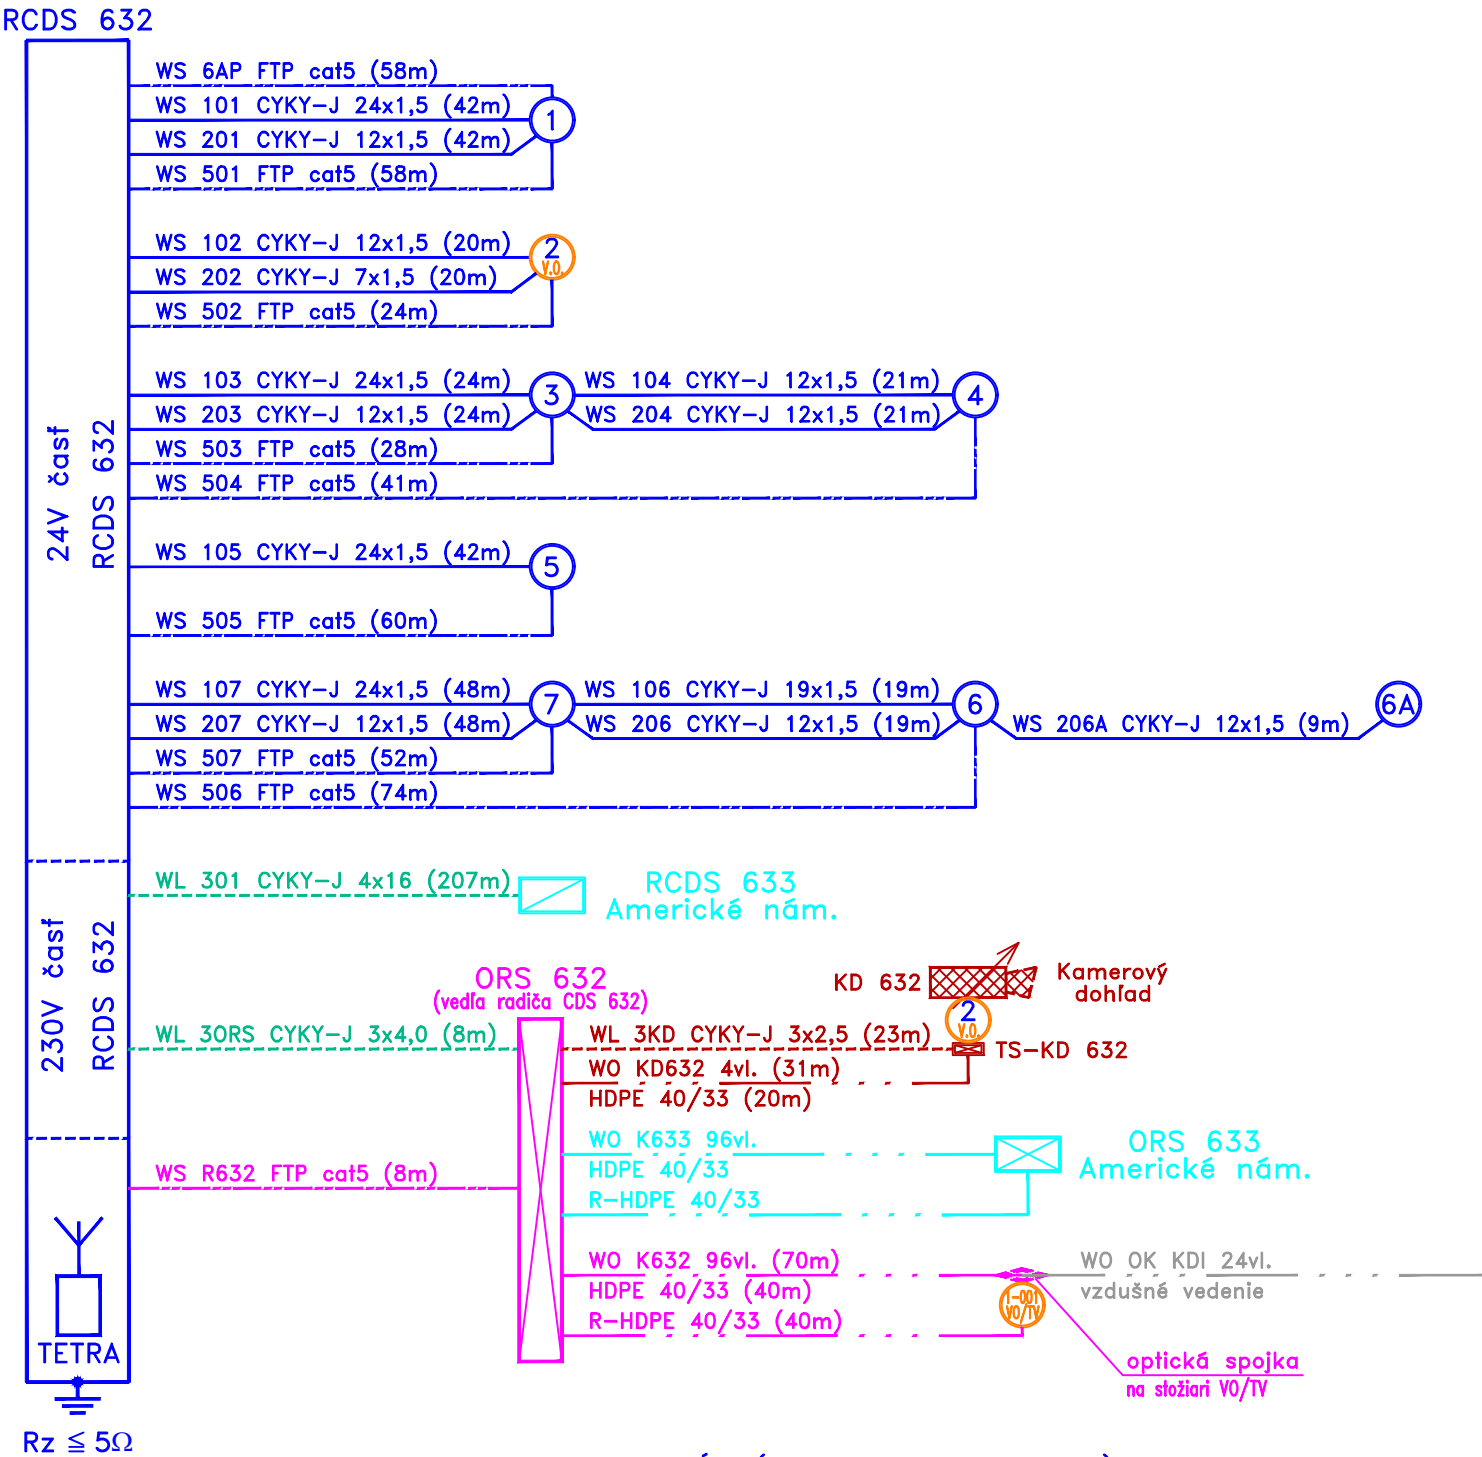 RCDS 632
WS 6AP FTP cat5 (58m)
WS 101 CYKY-J 24x1,5 (42m)
1
WS 201 CYKY-J 12x1,5 (42m)
WS 501 FTP cat5 (58m)
WS 102 CYKY-J 12x1,5 (20m)
2
V.O.
WS 202 CYKY-J 7x1,5 (20m)
WS 502 FTP cat5 (24m)
WS 103 CYKY-J 24x1,5 (24m)
3
WS 104 CYKY-J 12x1,5 (21m)
4
WS 203 CYKY-J 12x1,5 (24m)
WS 204 CYKY-J 12x1,5 (21m)
WS 503 FTP cat5 (28m)
WS 504 FTP cat5 (41m)
24V časť
RCDS 632
WS 105 CYKY-J 24x1,5 (42m)
5
WS 505 FTP cat5 (60m)
WS 107 CYKY-J 24x1,5 (48m)
7
WS 106 CYKY-J 19x1,5 (19m)
6
6A
WS 207 CYKY-J 12x1,5 (48m)
WS 206 CYKY-J 12x1,5 (19m)
WS 206A CYKY-J 12x1,5 (9m)
WS 507 FTP cat5 (52m)
WS 506 FTP cat5 (74m)
WL 301 CYKY-J 4x16 (207m)
RCDS 633
Americké nám.
230V časť
RCDS 632
ORS 632
(vedľa radiča CDS 632)
KD 632
Kamerový
dohľad
2
V.O.
WL 3ORS CYKY-J 3x4,0 (8m)
WL 3KD CYKY-J 3x2,5 (23m)
TS-KD 632
WO KD632 4vl. (31m)
HDPE 40/33 (20m)
WO K633 96vl.
HDPE 40/33
R-HDPE 40/33
ORS 633
Americké nám.
WS R632 FTP cat5 (8m)
WO K632 96vl. (70m)
HDPE 40/33 (40m)
R-HDPE 40/33 (40m)
WO OK KDI 24vl.
vzdušné vedenie
I-001
VO/TV
optická spojka
na stožiari VO/TV
TETRA
Rz ≦ 5Ω